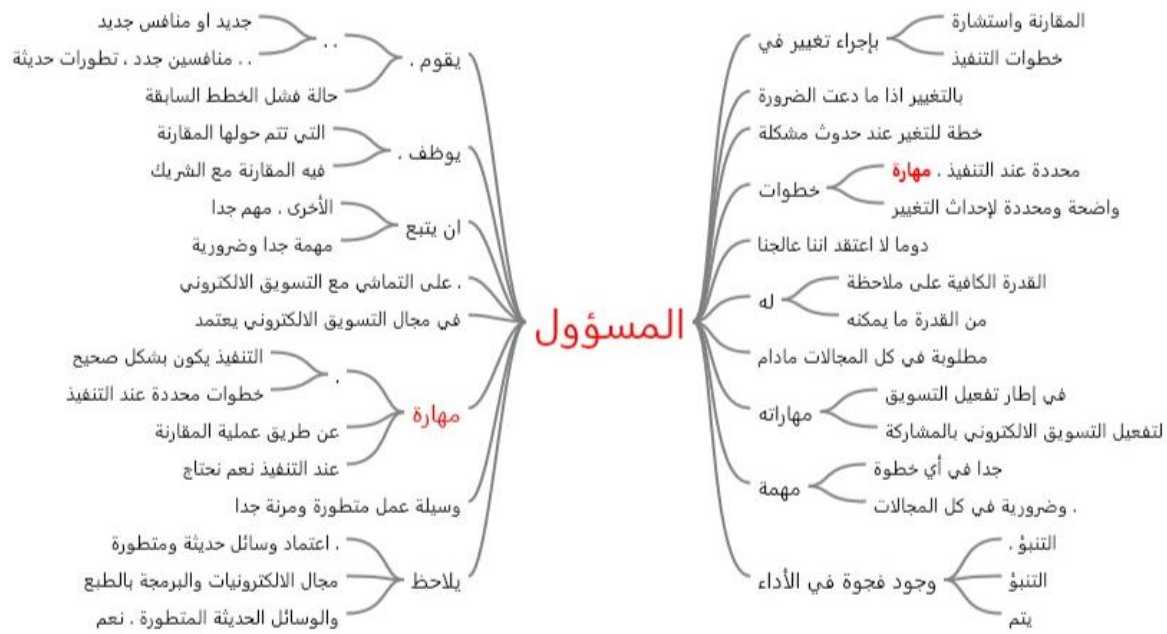 المقارنة واستشارة
خطوات التنفيذ
بإجراء تغيير في
بالتغيير اذا ما دعت الضرورة
خطة للتغير عند حدوث مشكلة
خطوات
محددة عند التنفيذ . مهارة
واضحة ومحددة لإحداث التغيير
دوما لا اعتقد اننا عالجنا
له
القدرة الكافية على ملاحظة
من القدرة ما يمكنه
مطلوبة في كل المجالات مادام
مهاراته
في إطار تفعيل التسويق
لتفعيل التسويق الالكتروني بالمشاركة
مهمة
جدا في أي خطوة
. وضرورية في كل المجالات
وجود فجوة في الأداء
التنبؤ .
التنبؤ
يتم
المسؤول
يقوم .
. .
جديد او منافس جديد
. . منافسين جدد . تطورات حديثة
حالة فشل الخطط السابقة
يوظف .
التي تتم حولها المقارنة
فيه المقارنة مع الشريك
ان يتبع
الأخرى . مهم جدا
مهمة جدا وضرورية
. على التماشي مع التسويق الالكتروني
في مجال التسويق الالكتروني يعتمد
مهارة
.
التنفيذ يكون بشكل صحيح
خطوات محددة عند التنفيذ
عن طريق عملية المقارنة
عند التنفيذ نعم نحتاج
وسيلة عمل متطورة ومرنة جدا
يلاحظ
. اعتماد وسائل حديثة ومتطورة
مجال الالكترونيات والبرمجة بالطبع
والوسائل الحديثة المتطورة . نعم